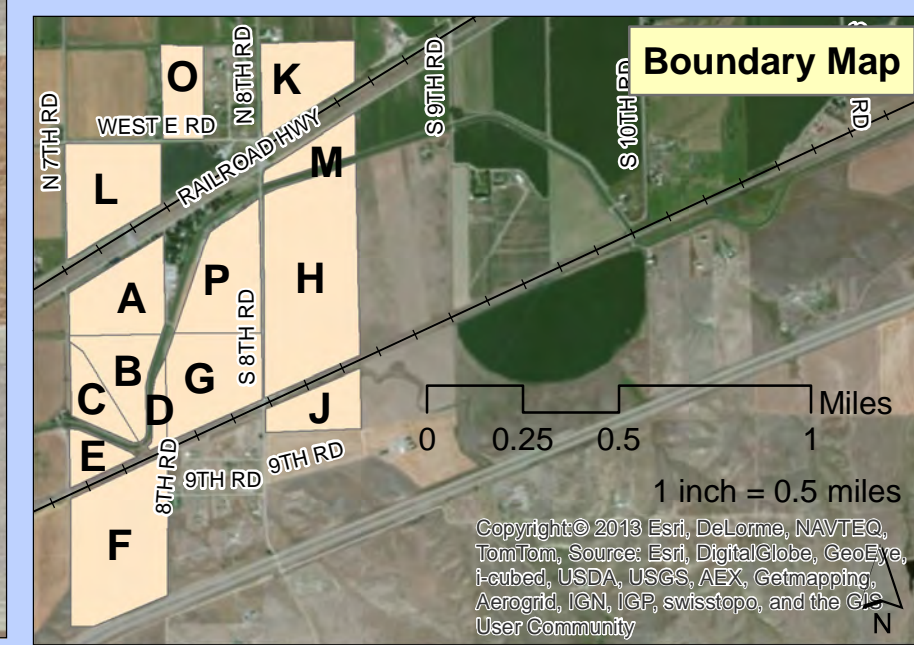 Boundary Map
N 7TH RD
O
N 8TH RD
K
S 9TH RD
S 10TH RD
RD
WEST E RD
RAILROAD HWY
M
L
A
P
H
S 8TH RD
B
C
D
G
J
E
8TH RD
9TH RD
9TH RD
F
Miles
0 0.25 0.5 1
1 inch = 0.5 miles
Copyright:© 2013 Esri, DeLorme, NAVTEQ,
TomTom, Source: Esri, DigitalGlobe, GeoEye,
i-cubed, USDA, USGS, AEX, Getmapping,
Aerogrid, IGN, IGP, swisstopo, and the GIS
User Community
N